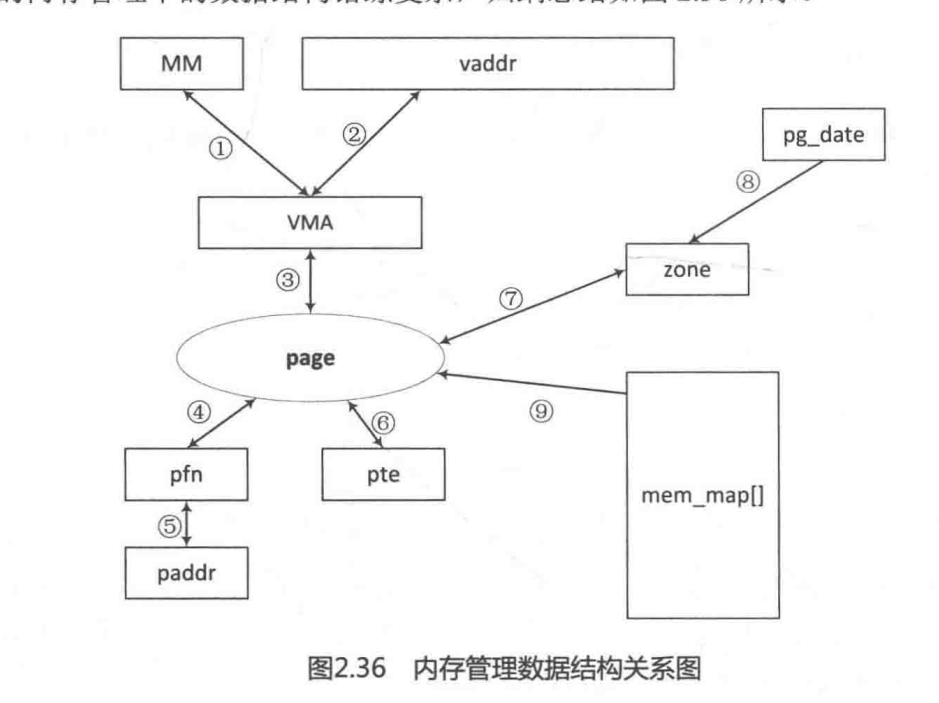 MM
vaddr
pg_date
①
②
⑧
VMA
zone
③
⑦
page
④
⑥
⑨
pfn
pte
mem_map[]
⑤
paddr
图2.36 内存管理数据结构关系图